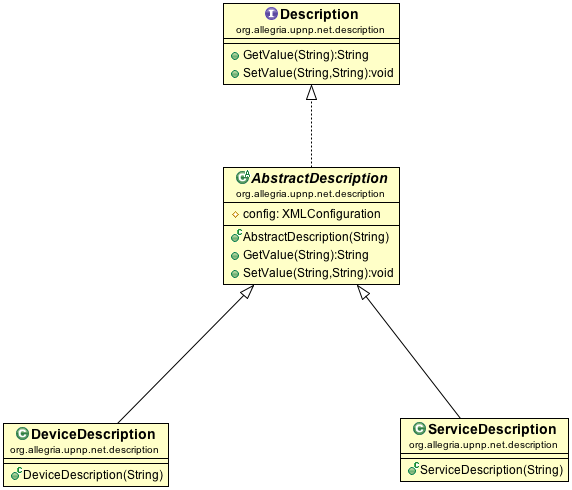 I Description
org.allegria.upnp.net.description
GetValue(String):String
SetValue(String,String):void
C A AbstractDescription
org.allegria.upnp.net.description
config: XMLConfiguration
C AbstractDescription(String)
GetValue(String):String
SetValue(String,String):void
C DeviceDescription
org.allegria.upnp.net.description
C DeviceDescription(String)
C ServiceDescription
org.allegria.upnp.net.description
C ServiceDescription(String)